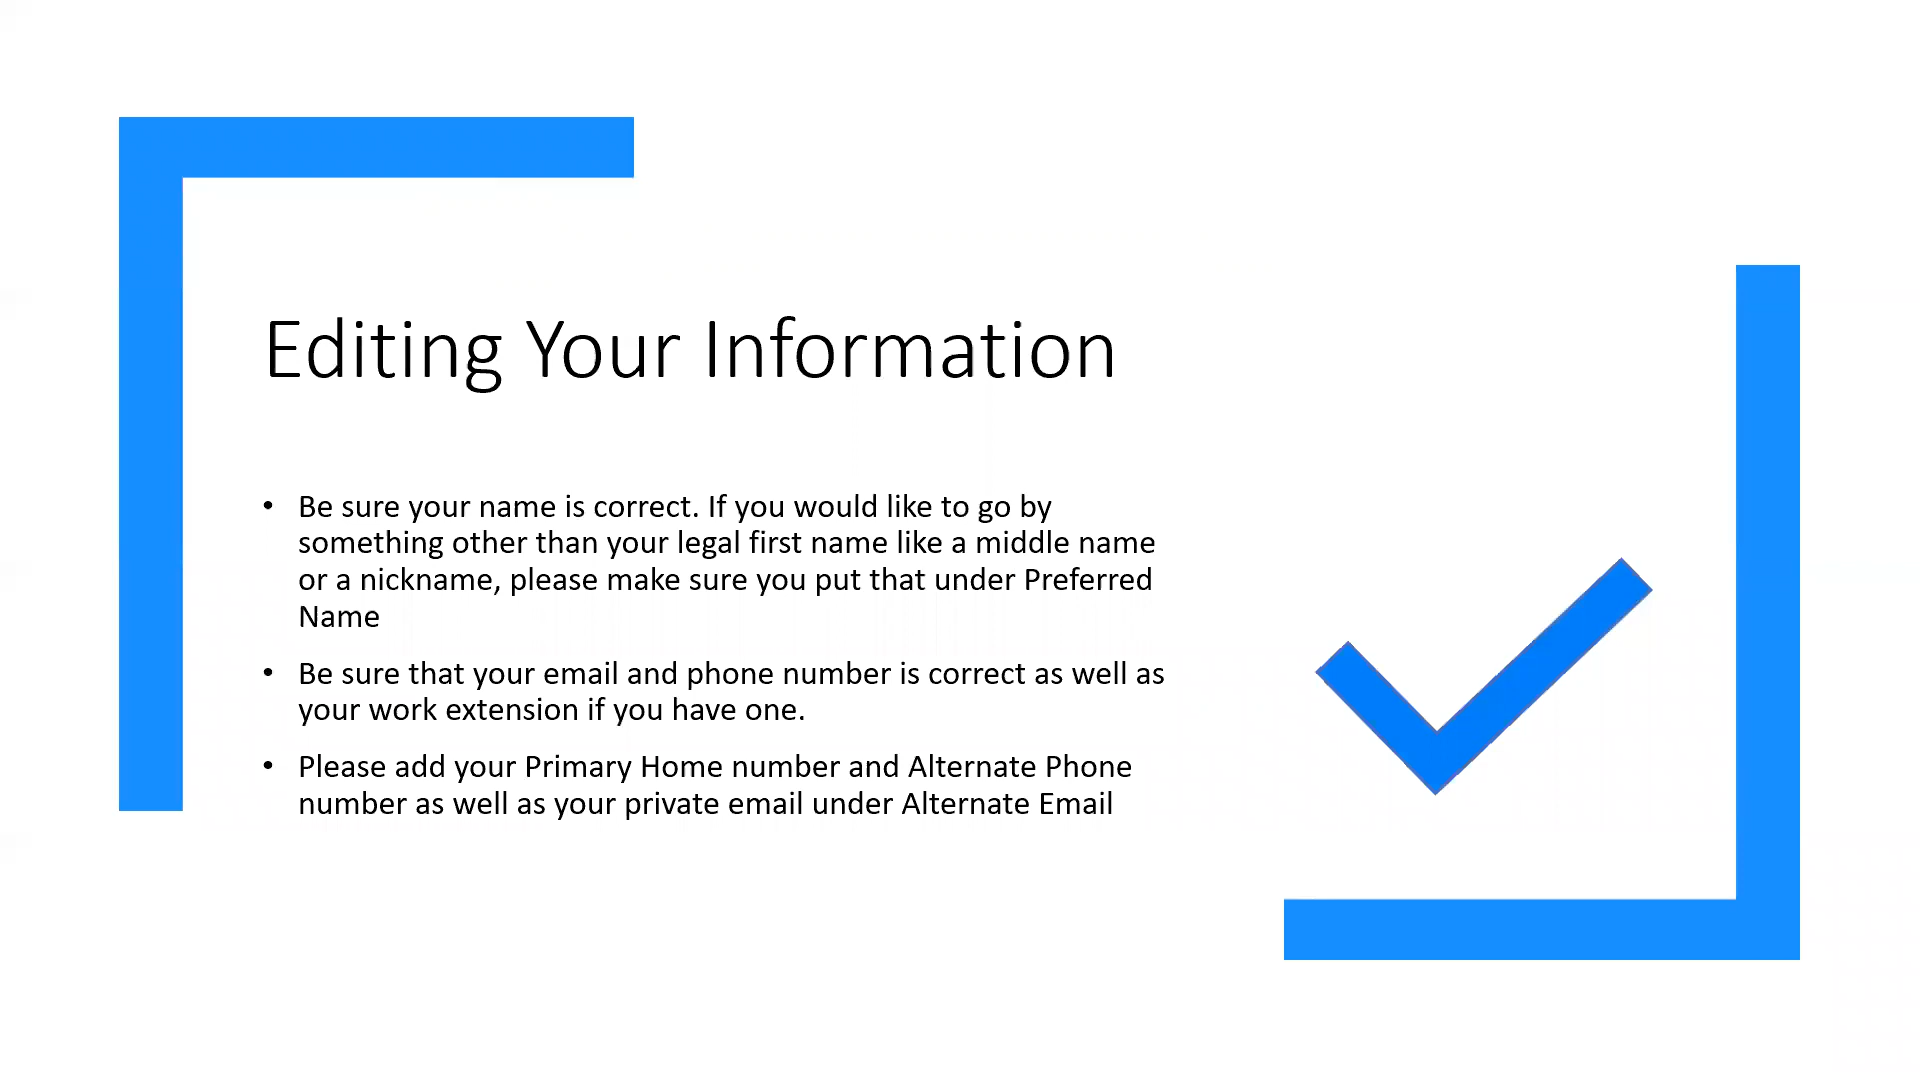 Editing Your Information
• Be sure your name is correct. If you would like to go by
something other than your legal first name like a middle name
or a nickname, please make sure you put that under Preferred
Name
• Be sure that your email and phone number is correct as well as
your work extension if you have one.
• Please add your Primary Home number and Alternate Phone
number as well as your private email under Alternate Email